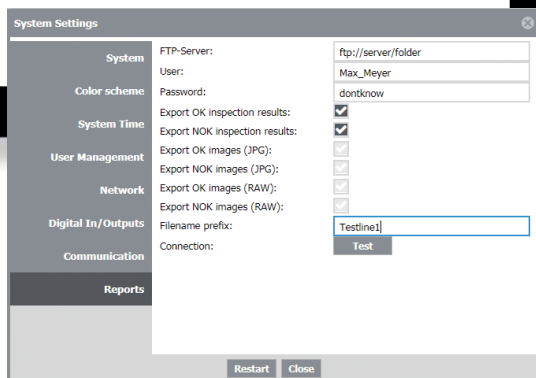 System Settings
System
Color scheme
System Time
User Management
Network
Digital In/Outputs
Communication
Reports
FTP-Server: ftp://server/folder
User: Max_Meyer
Password: dontknow
Export OK inspection results:
Export NOK inspection results:
Export OK images (JPG):
Export NOK images (JPG):
Export OK images (RAW):
Export NOK images (RAW):
Filename prefix: Testline1
Connection: Test
Restart Close